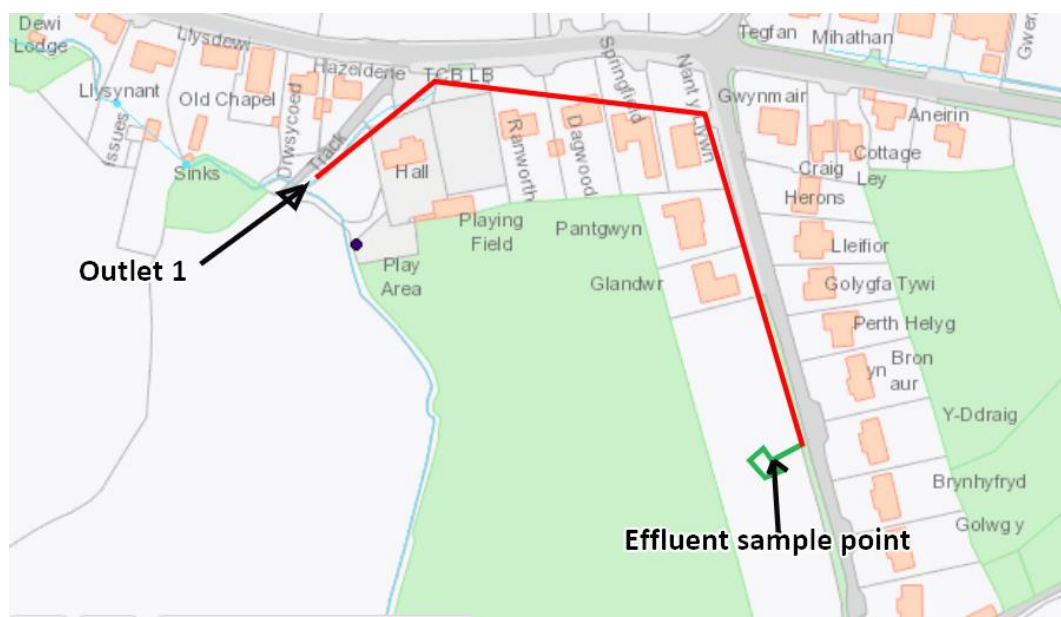 Dewi
Lodge
Llysdewi
Hazeldene
TCB LB
Springfield
Nant y Llwyn
Tegfan
Mihathan
Llysynant
Old Chapel
Issues
Drwsycoed
Track
Sinks
Hall
Ranworth
Dagwood
Gwynmair
Aneirin
Cottage
Craig
Ley
Herons
Outlet 1
Playing
Field
Pantgwyn
Lleifior
Play
Area
Glandwr
Golygfa Tywi
Perth Helyg
Bron
yn
aur
Y-Ddraig
Effluent sample point
Brynhyfryd
Golwg y